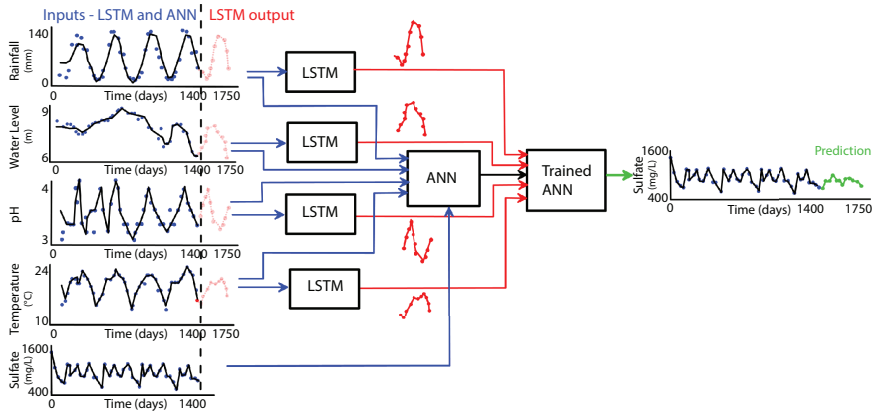 Inputs - LSTM and ANN
LSTM output
Rainfall
(mm)
140
0
0
Time (days)
1400
1750
Water Level
(m)
9
6
0
Time (days)
1400
1750
pH
4
3
0
Time (days)
1400
1750
Temperature
(°C)
24
10
0
Time (days)
1400
1750
Sulfate
(mg/L)
1600
400
0
Time (days)
1400
LSTM
LSTM
LSTM
LSTM
ANN
Trained
ANN
Prediction
Sulfate
(mg/L)
1600
400
0
Time (days)
1400
1750